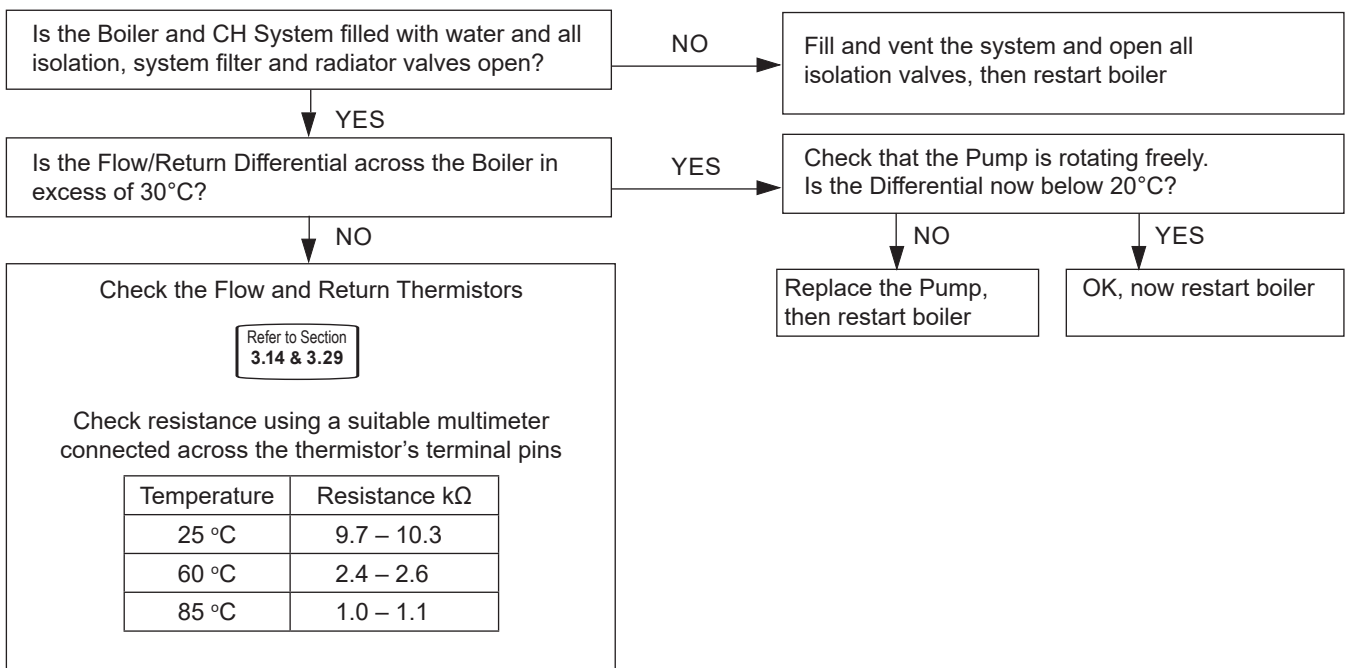 Is the Boiler and CH System filled with water and all
isolation, system filter and radiator valves open?
NO
Fill and vent the system and open all
isolation valves, then restart boiler
YES
Is the Flow/Return Differential across the Boiler in
excess of 30°C?
YES
Check that the Pump is rotating freely.
Is the Differential now below 20°C?
NO
NO
YES
Replace the Pump,
then restart boiler
OK, now restart boiler
Check the Flow and Return Thermistors
Refer to Section
3.14 & 3.29
Check resistance using a suitable multimeter
connected across the thermistor's terminal pins
Temperature Resistance kΩ
25 °C 9.7 – 10.3
60 °C 2.4 – 2.6
85 °C 1.0 – 1.1